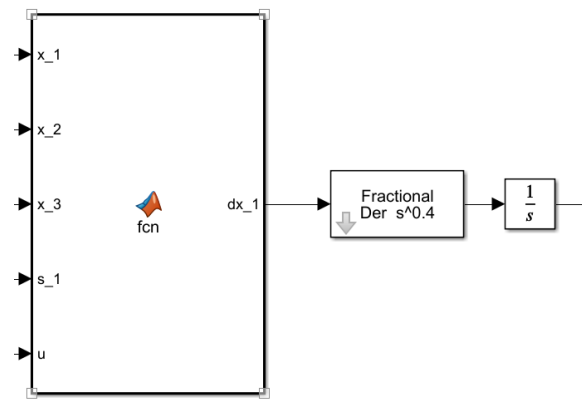 x_1
x_2
x_3
s_1
u
fcn
dx_1
Fractional
Der s^0.4
1
s